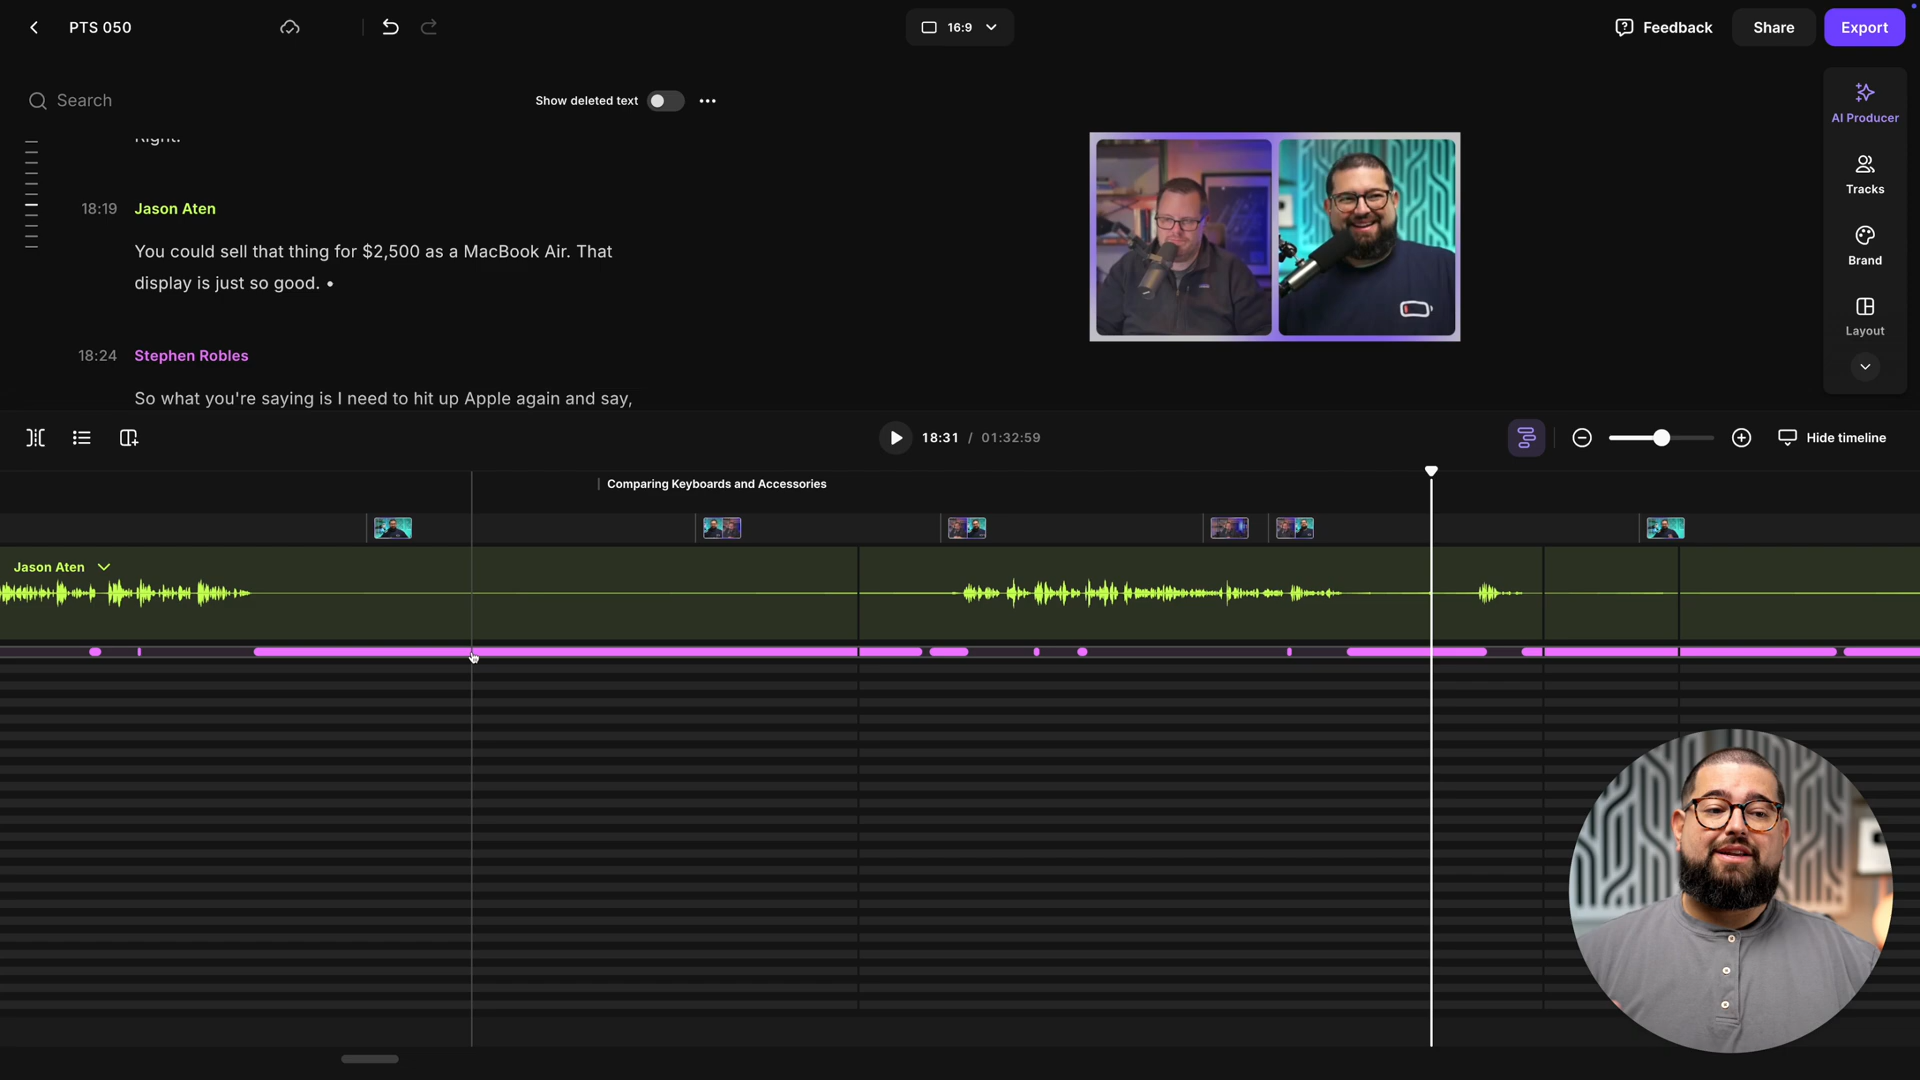 PTS 050
16:9
Feedback
Share
Export
Search
Show deleted text
AI Producer
Tracks
Brand
Layout
Right.
18:19 Jason Aten
You could sell that thing for $2,500 as a MacBook Air. That
display is just so good. •
18:24 Stephen Robles
So what you're saying is I need to hit up Apple again and say,
18:31 / 01:32:59
Hide timeline
Comparing Keyboards and Accessories
Jason Aten